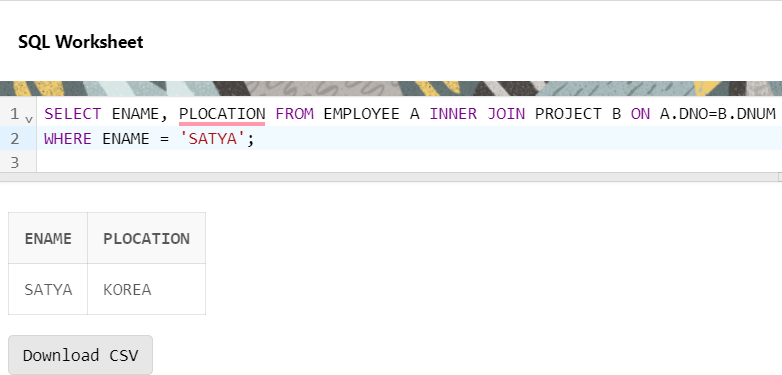 SQL Worksheet
1 SELECT ENAME, PLOCATION FROM EMPLOYEE A INNER JOIN PROJECT B ON A.DNO=B.DNUM
2 WHERE ENAME = 'SATYA';
3
ENAME PLOCATION
SATYA KOREA
Download CSV